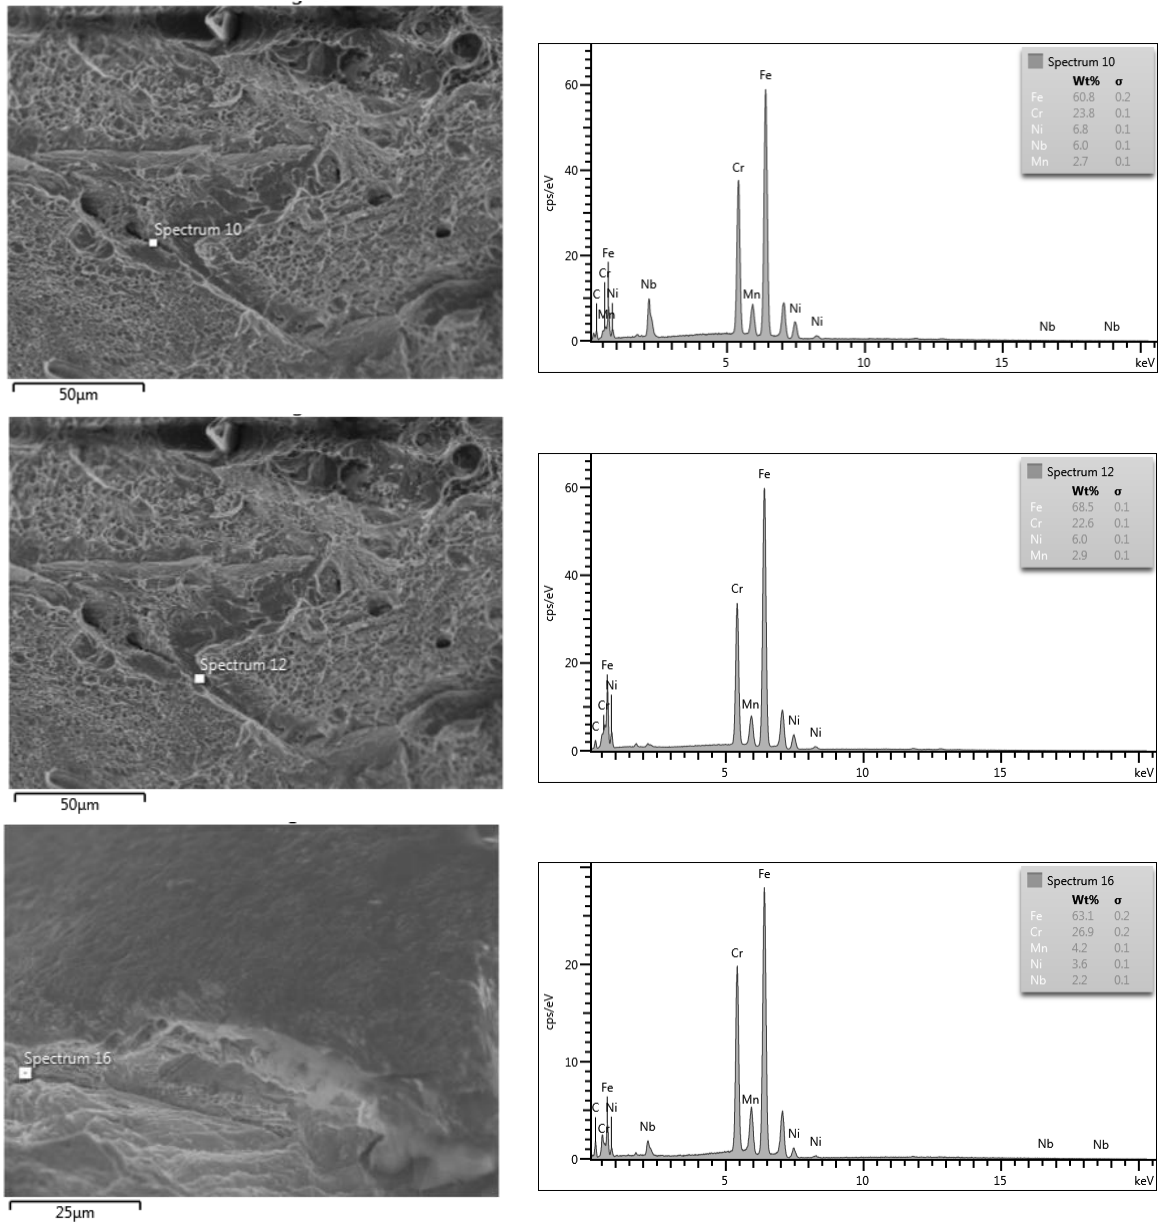 Spectrum 10
50µm
cps/eV
60
40
20
0
Fe
Cr
C
Ni
Mn
Nb
Cr
Mn
Fe
Ni
Ni
Nb
Nb
5
10
15
keV
Spectrum 10
Wt% σ
Fe 60.8 0.2
Cr 23.8 0.1
Ni 6.8 0.1
Nb 6.0 0.1
Mn 2.7 0.1
Spectrum 12
50µm
cps/eV
60
40
20
0
Fe
Ni
Cr
C
Cr
Mn
Fe
Ni
Ni
5
10
15
keV
Spectrum 12
Wt% σ
Fe 68.5 0.1
Cr 22.6 0.1
Ni 6.0 0.1
Mn 2.9 0.1
Spectrum 16
25µm
cps/eV
20
10
0
Fe
C
Ni
Cr
Nb
Cr
Mn
Fe
Ni
Ni
Nb
Nb
5
10
15
keV
Spectrum 16
Wt% σ
Fe 63.1 0.2
Cr 26.9 0.2
Mn 4.2 0.1
Ni 3.6 0.1
Nb 2.2 0.1